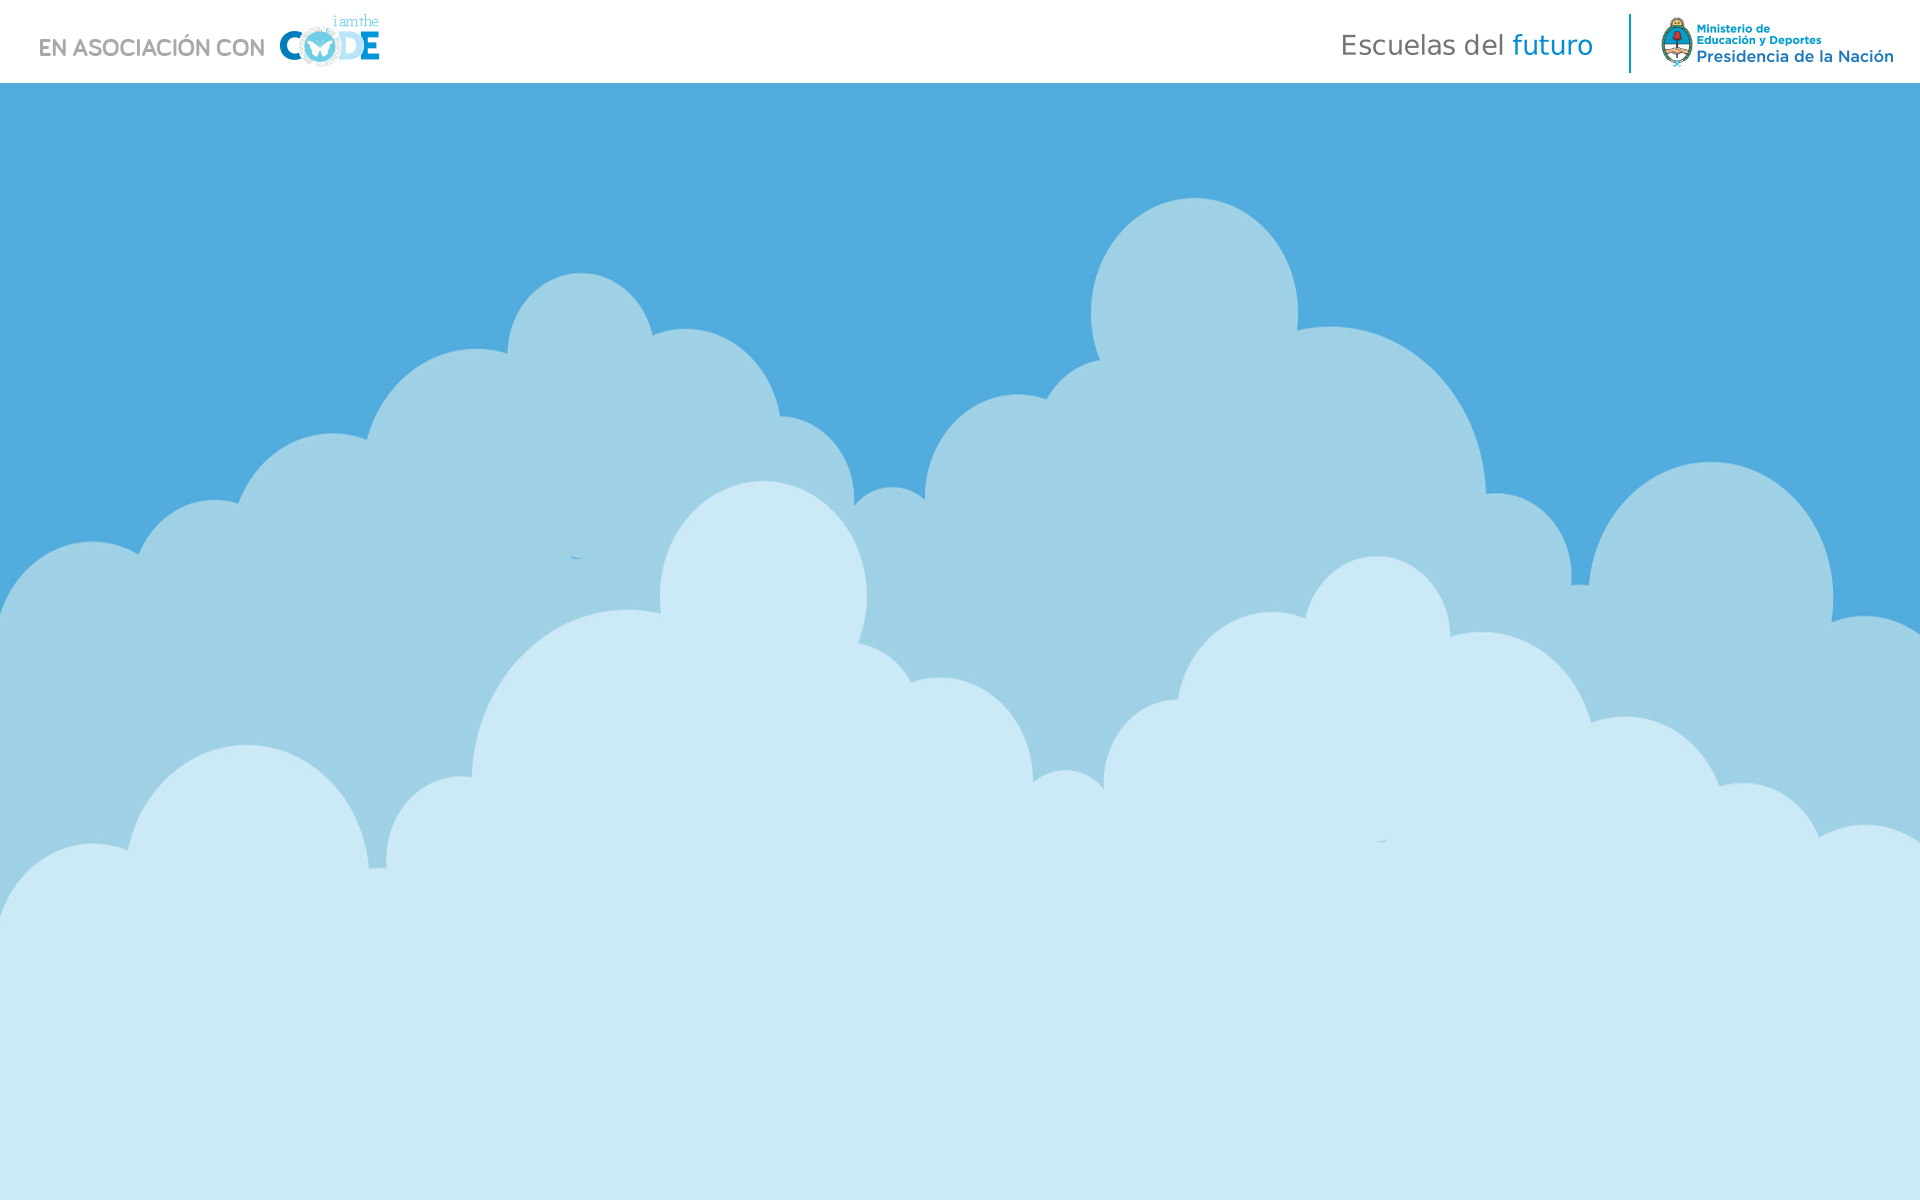 EN ASOCIACIÓN CON
i am the
CODE
Escuelas del futuro
Ministerio de
Educación y Deportes
Presidencia de la Nación